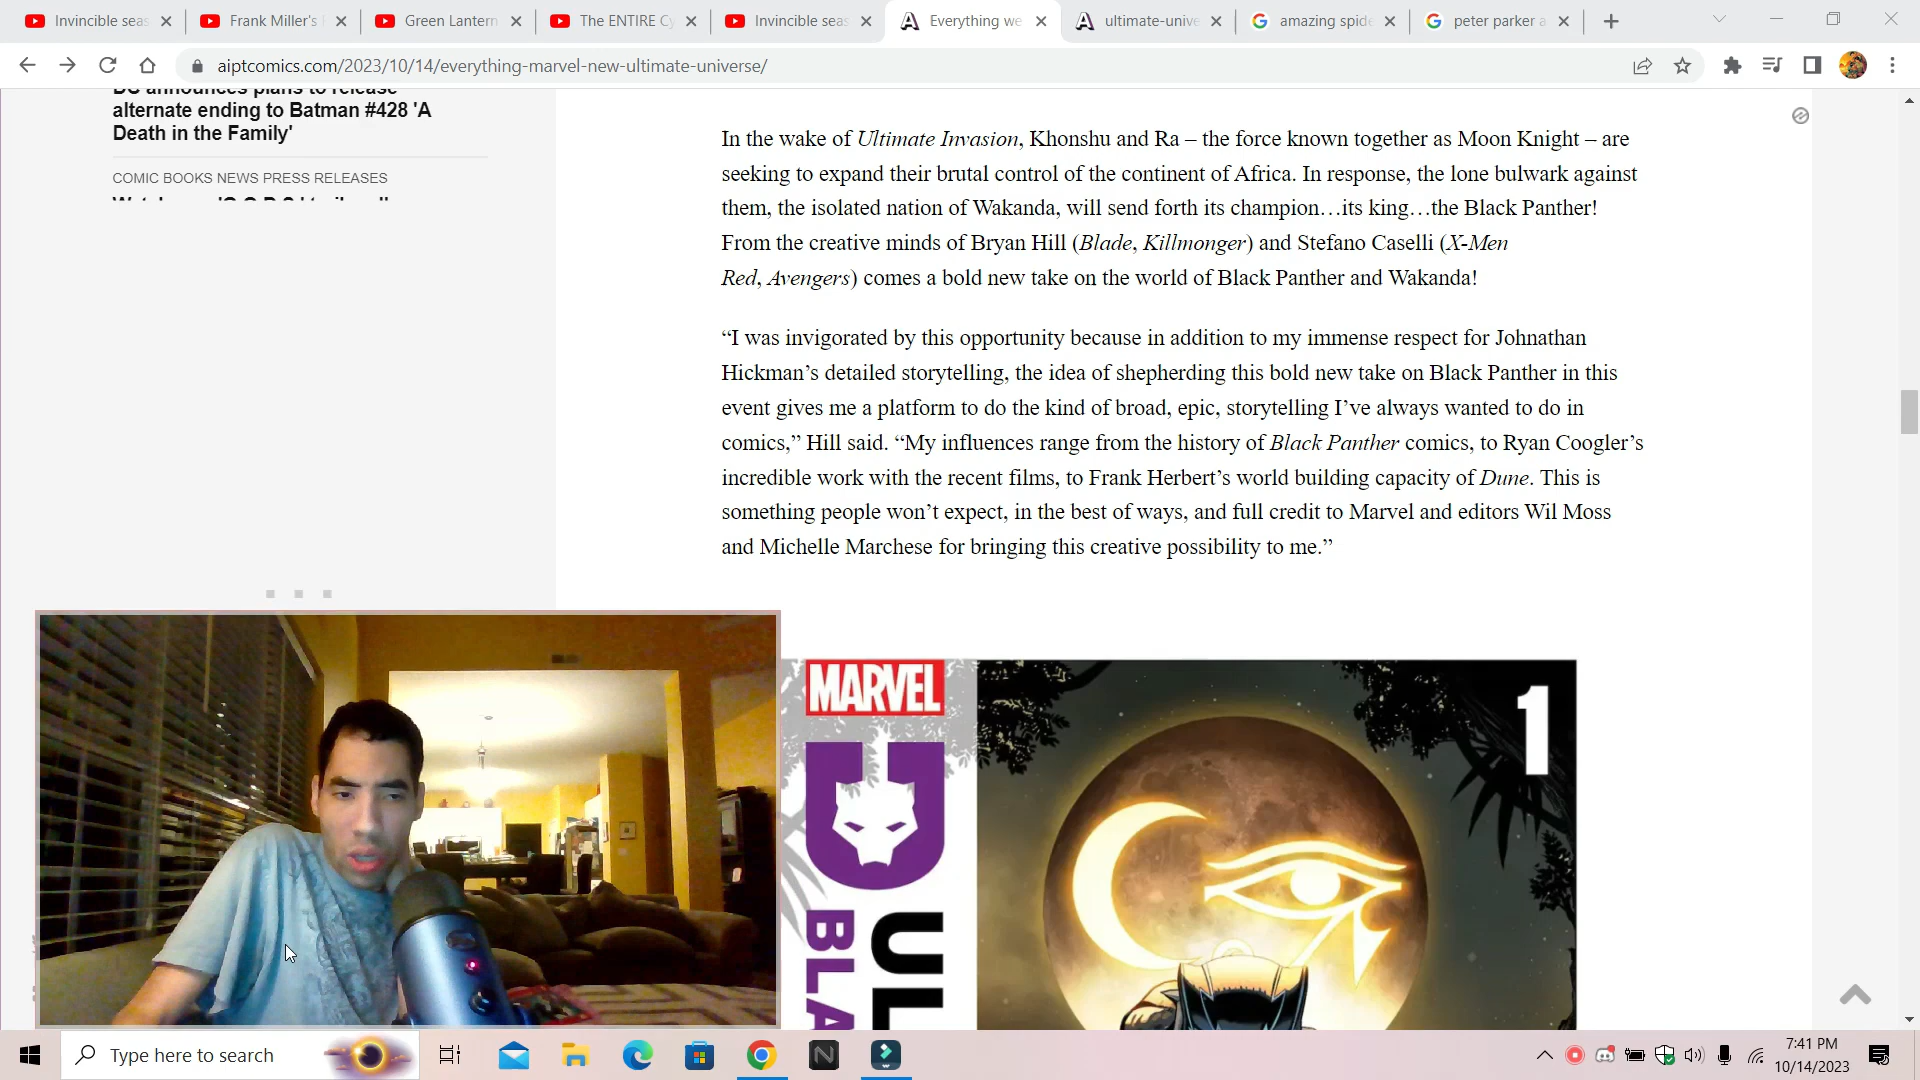 Invincible seas
Frank Miller's
Green Lantern
The ENTIRE Cy
Invincible seas
Everything we
ultimate-unive
amazing spide
peter parker a
aiptcomics.com/2023/10/14/everything-marvel-new-ultimate-universe/
DC announces plans to release
alternate ending to Batman #428 'A
Death in the Family'
COMIC BOOKS NEWS PRESS RELEASES
In the wake of Ultimate Invasion, Khonshu and Ra – the force known together as Moon Knight – are
seeking to expand their brutal control of the continent of Africa. In response, the lone bulwark against
them, the isolated nation of Wakanda, will send forth its champion…its king…the Black Panther!
From the creative minds of Bryan Hill (Blade, Killmonger) and Stefano Caselli (X-Men
Red, Avengers) comes a bold new take on the world of Black Panther and Wakanda!
“I was invigorated by this opportunity because in addition to my immense respect for Johnathan
Hickman’s detailed storytelling, the idea of shepherding this bold new take on Black Panther in this
event gives me a platform to do the kind of broad, epic, storytelling I’ve always wanted to do in
comics,” Hill said. “My influences range from the history of Black Panther comics, to Ryan Coogler’s
incredible work with the recent films, to Frank Herbert’s world building capacity of Dune. This is
something people won’t expect, in the best of ways, and full credit to Marvel and editors Wil Moss
and Michelle Marchese for bringing this creative possibility to me.”
MARVEL
1
BLA
UL
Type here to search
7:41 PM
10/14/2023